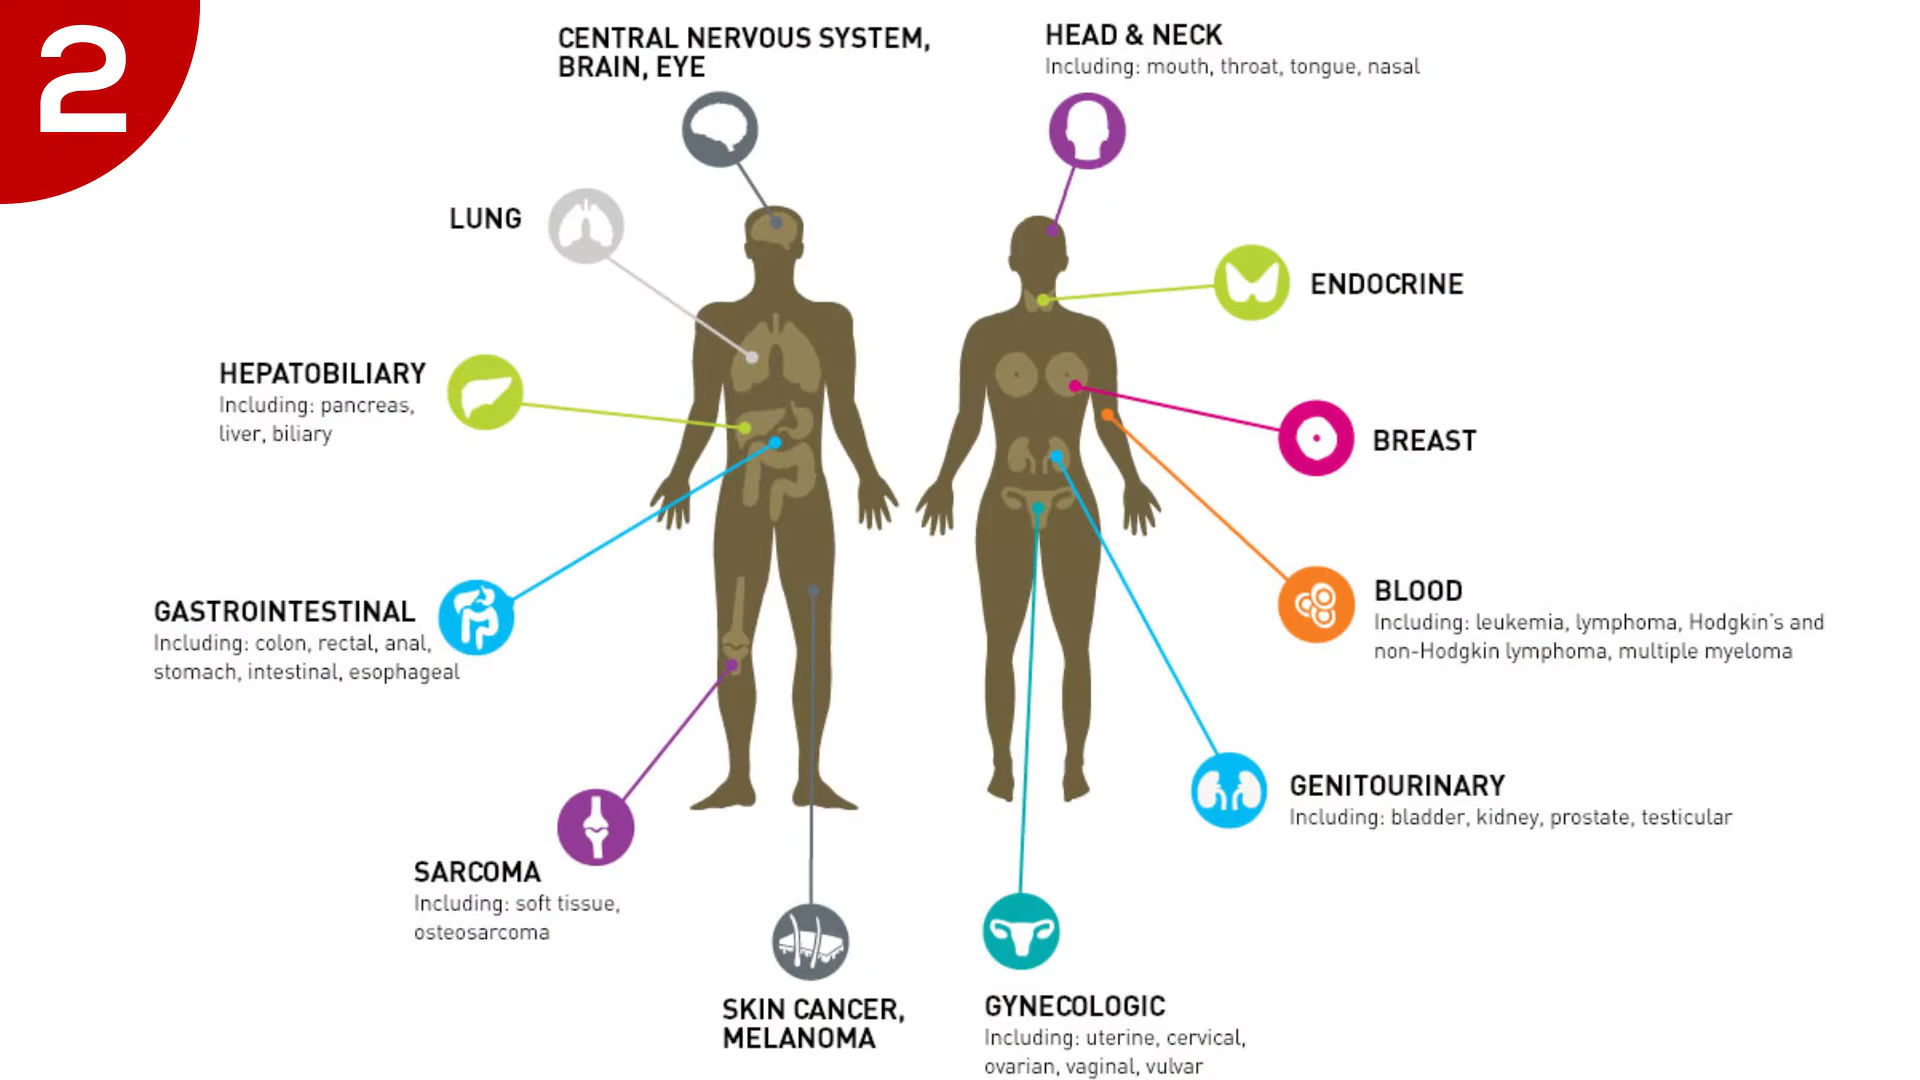 2
CENTRAL NERVOUS SYSTEM,
BRAIN, EYE
HEAD & NECK
Including: mouth, throat, tongue, nasal
LUNG
ENDOCRINE
HEPATOBILIARY
Including: pancreas,
liver, biliary
BREAST
GASTROINTESTINAL
Including: colon, rectal, anal,
stomach, intestinal, esophageal
BLOOD
Including: leukemia, lymphoma, Hodgkin's and
non-Hodgkin lymphoma, multiple myeloma
GENITOURINARY
Including: bladder, kidney, prostate, testicular
SARCOMA
Including: soft tissue,
osteosarcoma
SKIN CANCER,
MELANOMA
GYNECOLOGIC
Including: uterine, cervical,
ovarian, vaginal, vulvar